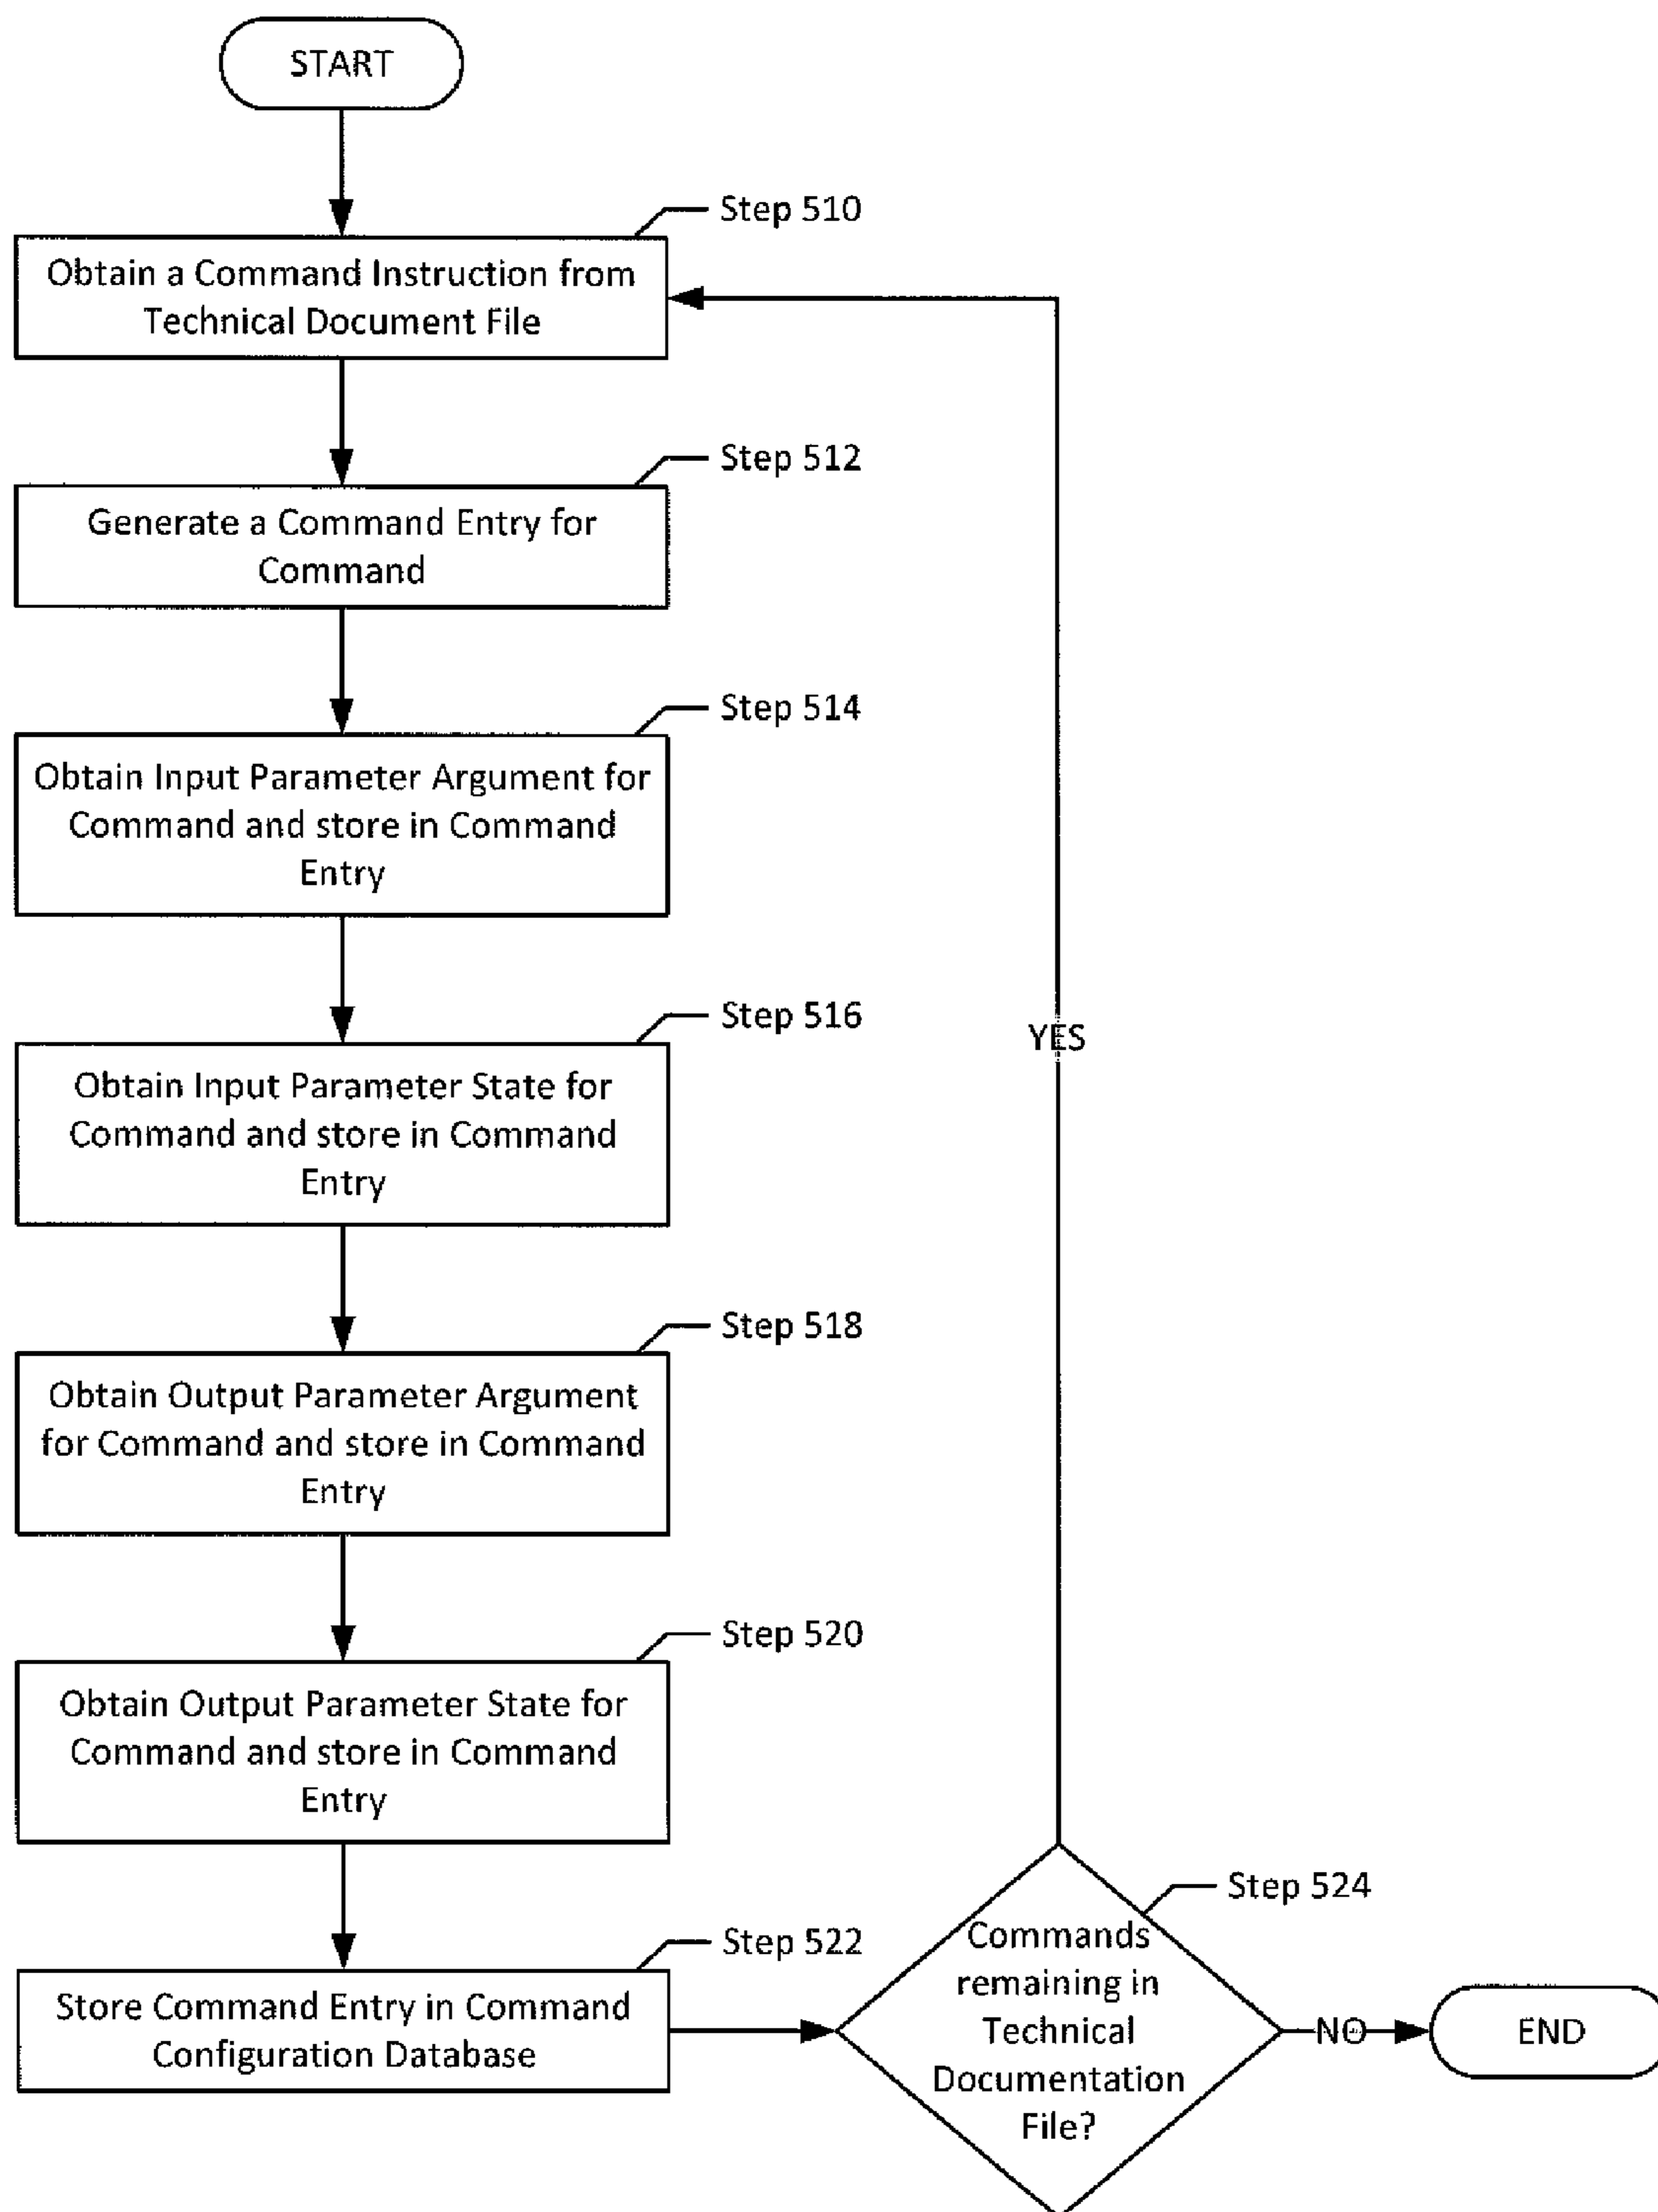 START
Step 510
Obtain a Command Instruction from
Technical Document File
Step 512
Generate a Command Entry for
Command
Step 514
Obtain Input Parameter Argument for
Command and store in Command
Entry
Step 516
YES
Obtain Input Parameter State for
Command and store in Command
Entry
Step 518
Obtain Output Parameter Argument
for Command and store in Command
Entry
Step 520
Obtain Output Parameter State for
Command and store in Command
Entry
Step 522
Store Command Entry in Command
Configuration Database
Step 524
Commands
remaining in
Technical
Documentation
File?
NO
END